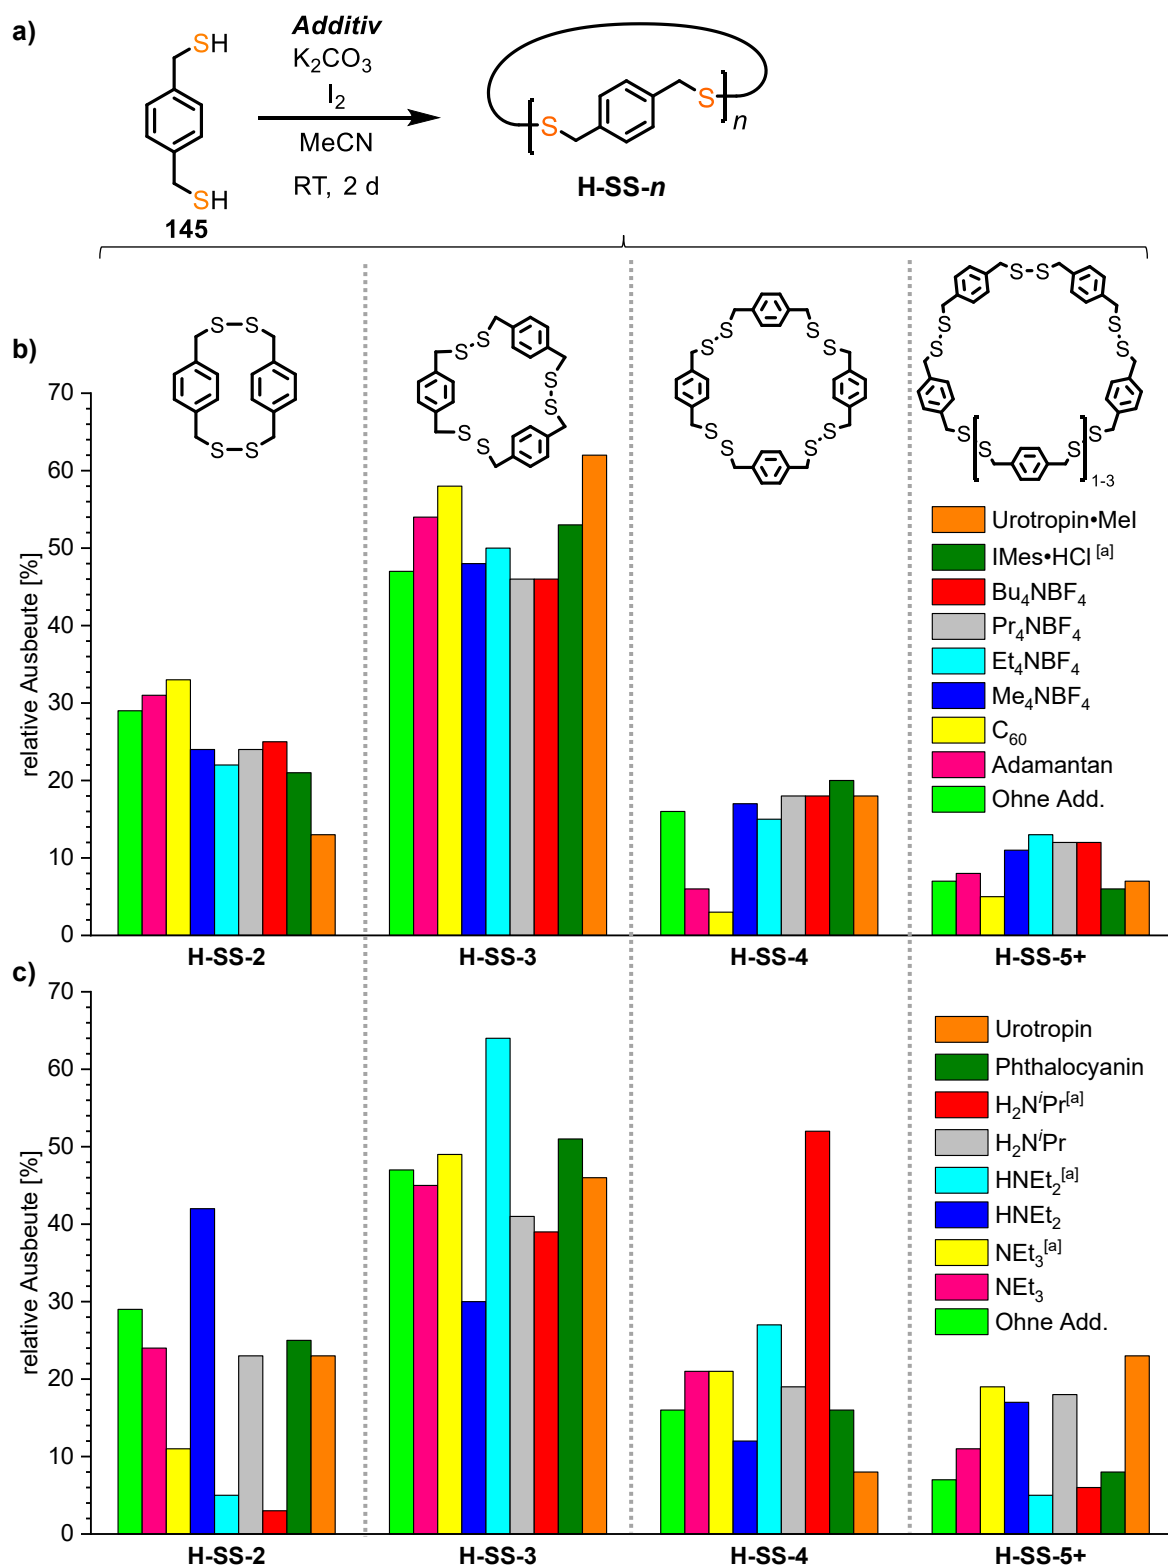 a)
SH
SH
145
Additiv
K2CO3
I2
MeCN
RT, 2 d
S
S
n
H-SS-n
b)
S–S
S–S
S
S
S
S
S
S
S
S
S
S
S
S
S
S
S–S
S
S
S
S
S
S
S
S
1-3
relative Ausbeute [%]
70
60
50
40
30
20
10
0
Urotropin•MeI
IMes•HCl [a]
Bu4NBF4
Pr4NBF4
Et4NBF4
Me4NBF4
C60
Adamantan
Ohne Add.
H-SS-2 H-SS-3 H-SS-4 H-SS-5+
c)
relative Ausbeute [%]
70
60
50
40
30
20
10
0
Urotropin
Phthalocyanin
H2NiPr[a]
H2NiPr
HNEt2[a]
HNEt2
NEt3[a]
NEt3
Ohne Add.
H-SS-2 H-SS-3 H-SS-4 H-SS-5+